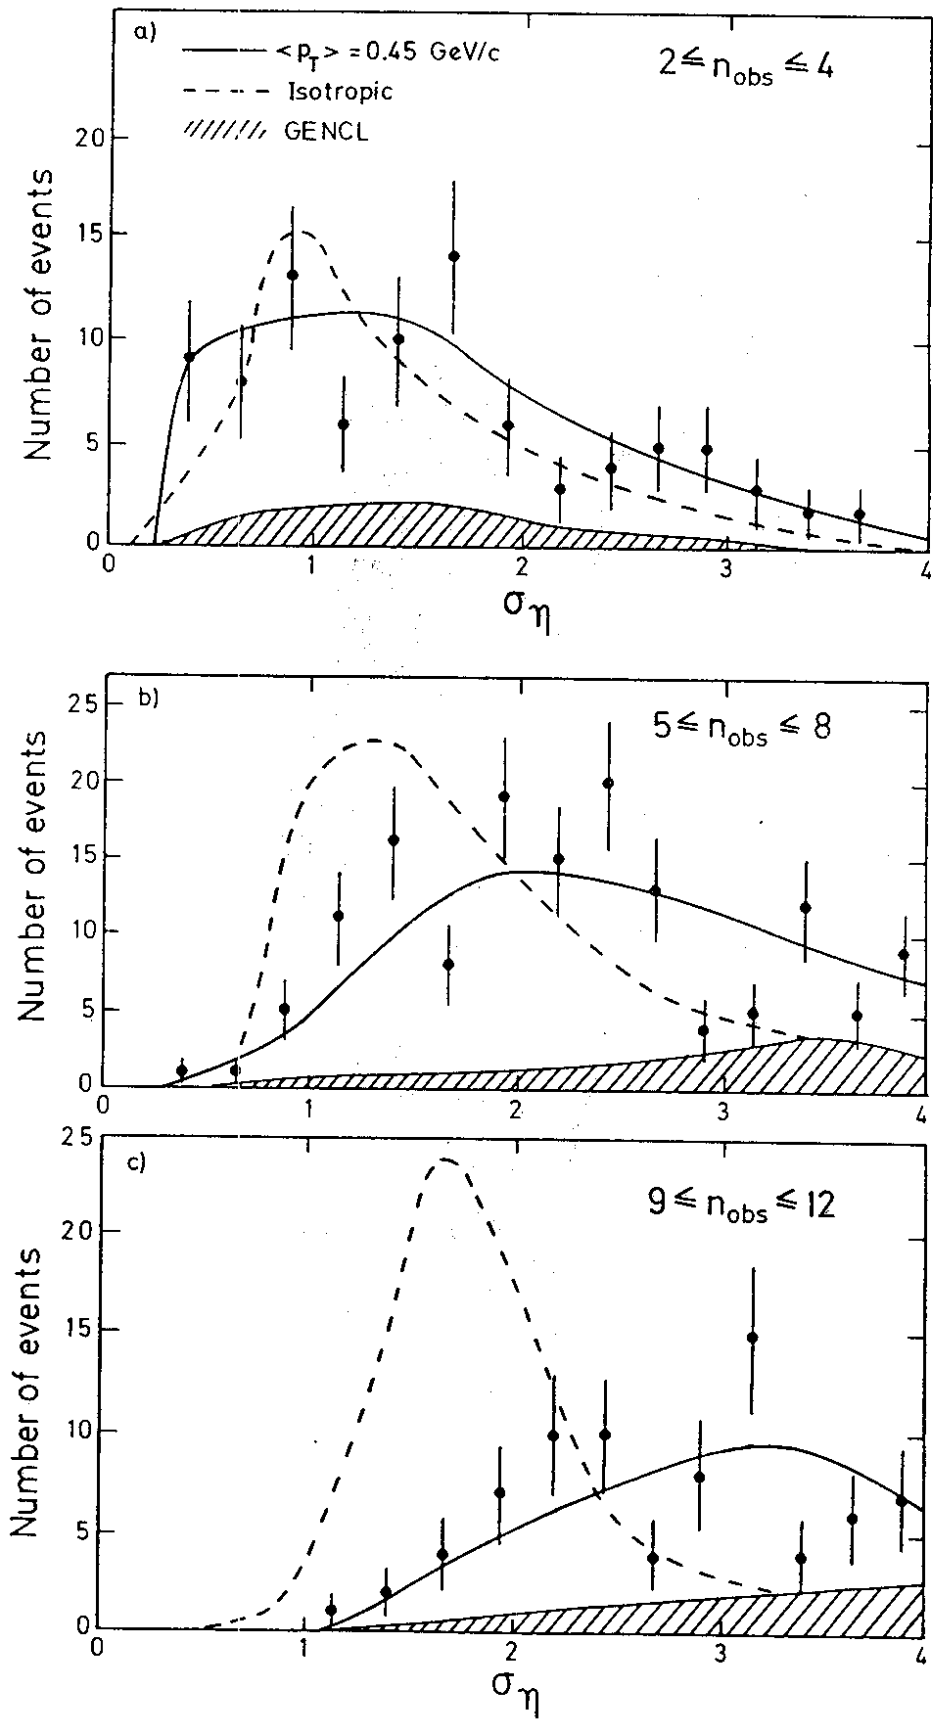 a)
<p_T> = 0.45 GeV/c
Isotropic
GENCL
2 ≤ n_obs ≤ 4
20
15
10
5
0
Number of events
0 1 2 3 4
σ_η
b)
5 ≤ n_obs ≤ 8
25
20
15
10
5
0
Number of events
0 1 2 3 4
c)
9 ≤ n_obs ≤ 12
25
20
15
10
5
0
Number of events
0 1 2 3 4
σ_η